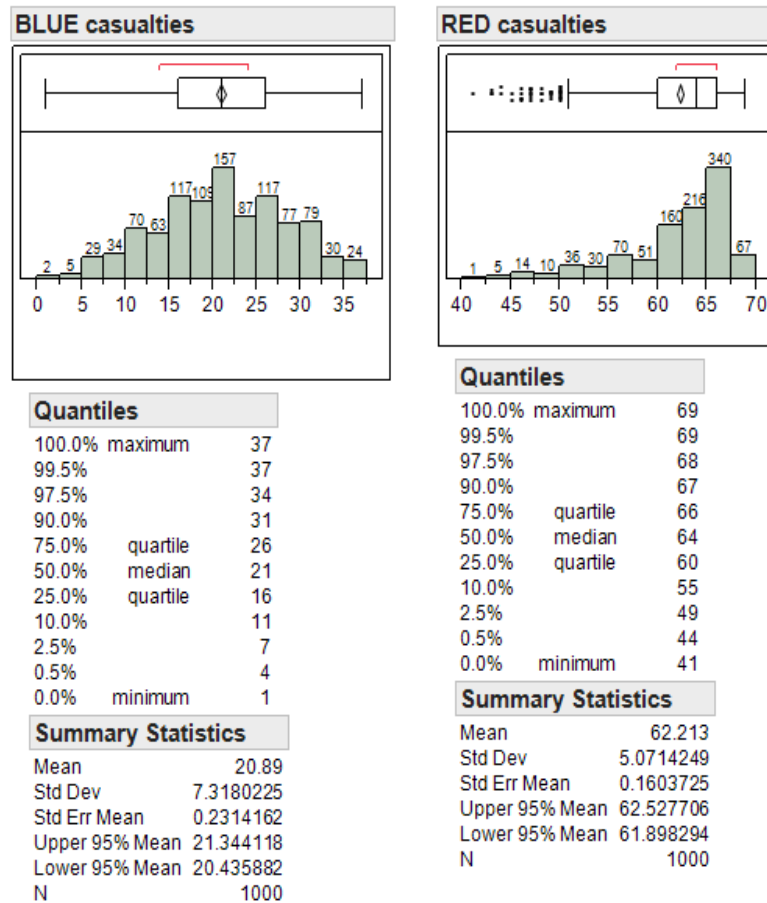 BLUE casualties
2 5 29 34 70 63 117 109 157 87 117 77 79 30 24
0 5 10 15 20 25 30 35
Quantiles
100.0% maximum 37
99.5% 37
97.5% 34
90.0% 31
75.0% quartile 26
50.0% median 21
25.0% quartile 16
10.0% 11
2.5% 7
0.5% 4
0.0% minimum 1
Summary Statistics
Mean 20.89
Std Dev 7.3180225
Std Err Mean 0.2314162
Upper 95% Mean 21.344118
Lower 95% Mean 20.435882
N 1000
RED casualties
1 5 14 10 36 30 70 51 160 216 340 67
40 45 50 55 60 65 70
Quantiles
100.0% maximum 69
99.5% 69
97.5% 68
90.0% 67
75.0% quartile 66
50.0% median 64
25.0% quartile 60
10.0% 55
2.5% 49
0.5% 44
0.0% minimum 41
Summary Statistics
Mean 62.213
Std Dev 5.0714249
Std Err Mean 0.1603725
Upper 95% Mean 62.527706
Lower 95% Mean 61.898294
N 1000